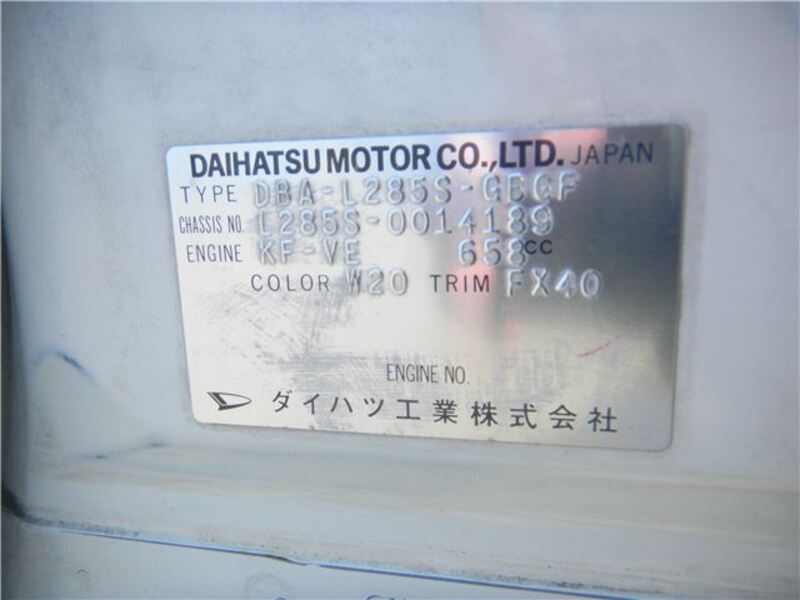 DAIHATSU MOTOR CO.,LTD. JAPAN
TYPE DBA-L285S-GBGF
CHASSIS NO. L285S-0014189
ENGINE KF-VE 658CC
COLOR W20 TRIM FX40
ENGINE NO.
ダイハツ工業株式会社